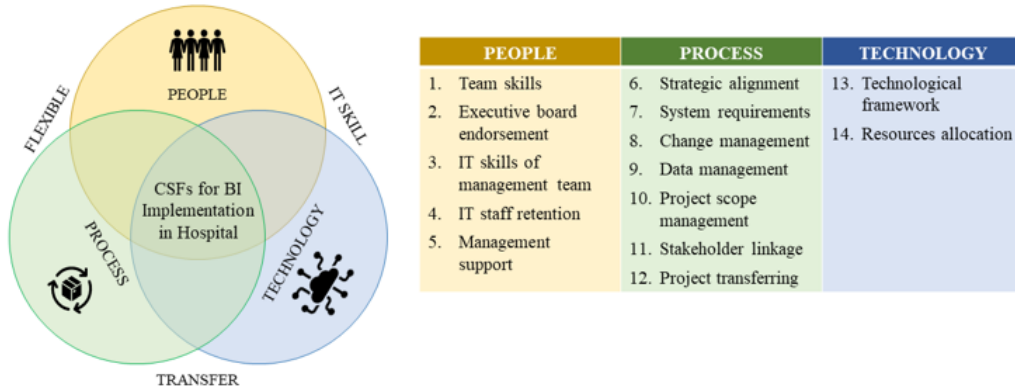 PEOPLE
FLEXIBLE
IT SKILL
CSFs for BI
Implementation
in Hospital
PROCESS
TECHNOLOGY
TRANSFER
PEOPLE
1. Team skills
2. Executive board
endorsement
3. IT skills of
management team
4. IT staff retention
5. Management
support
PROCESS
6. Strategic alignment
7. System requirements
8. Change management
9. Data management
10. Project scope
management
11. Stakeholder linkage
12. Project transferring
TECHNOLOGY
13. Technological
framework
14. Resources allocation